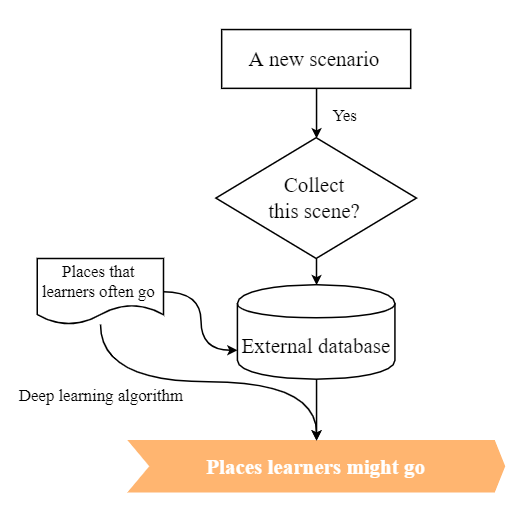 A new scenario
Yes
Collect
this scene?
Places that
learners often go
External database
Deep learning algorithm
Places learners might go